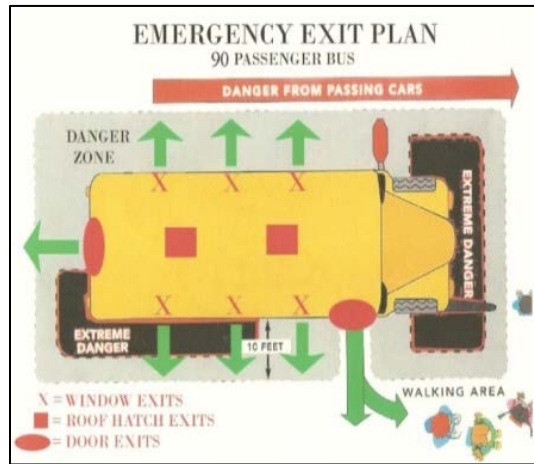 EMERGENCY EXIT PLAN
90 PASSENGER BUS
DANGER FROM PASSING CARS
DANGER
ZONE
X
X
X
EXTREME DANGER
X
X
X
EXTREME
DANGER
10 FEET
WALKING AREA
X = WINDOW EXITS
= ROOF HATCH EXITS
= DOOR EXITS